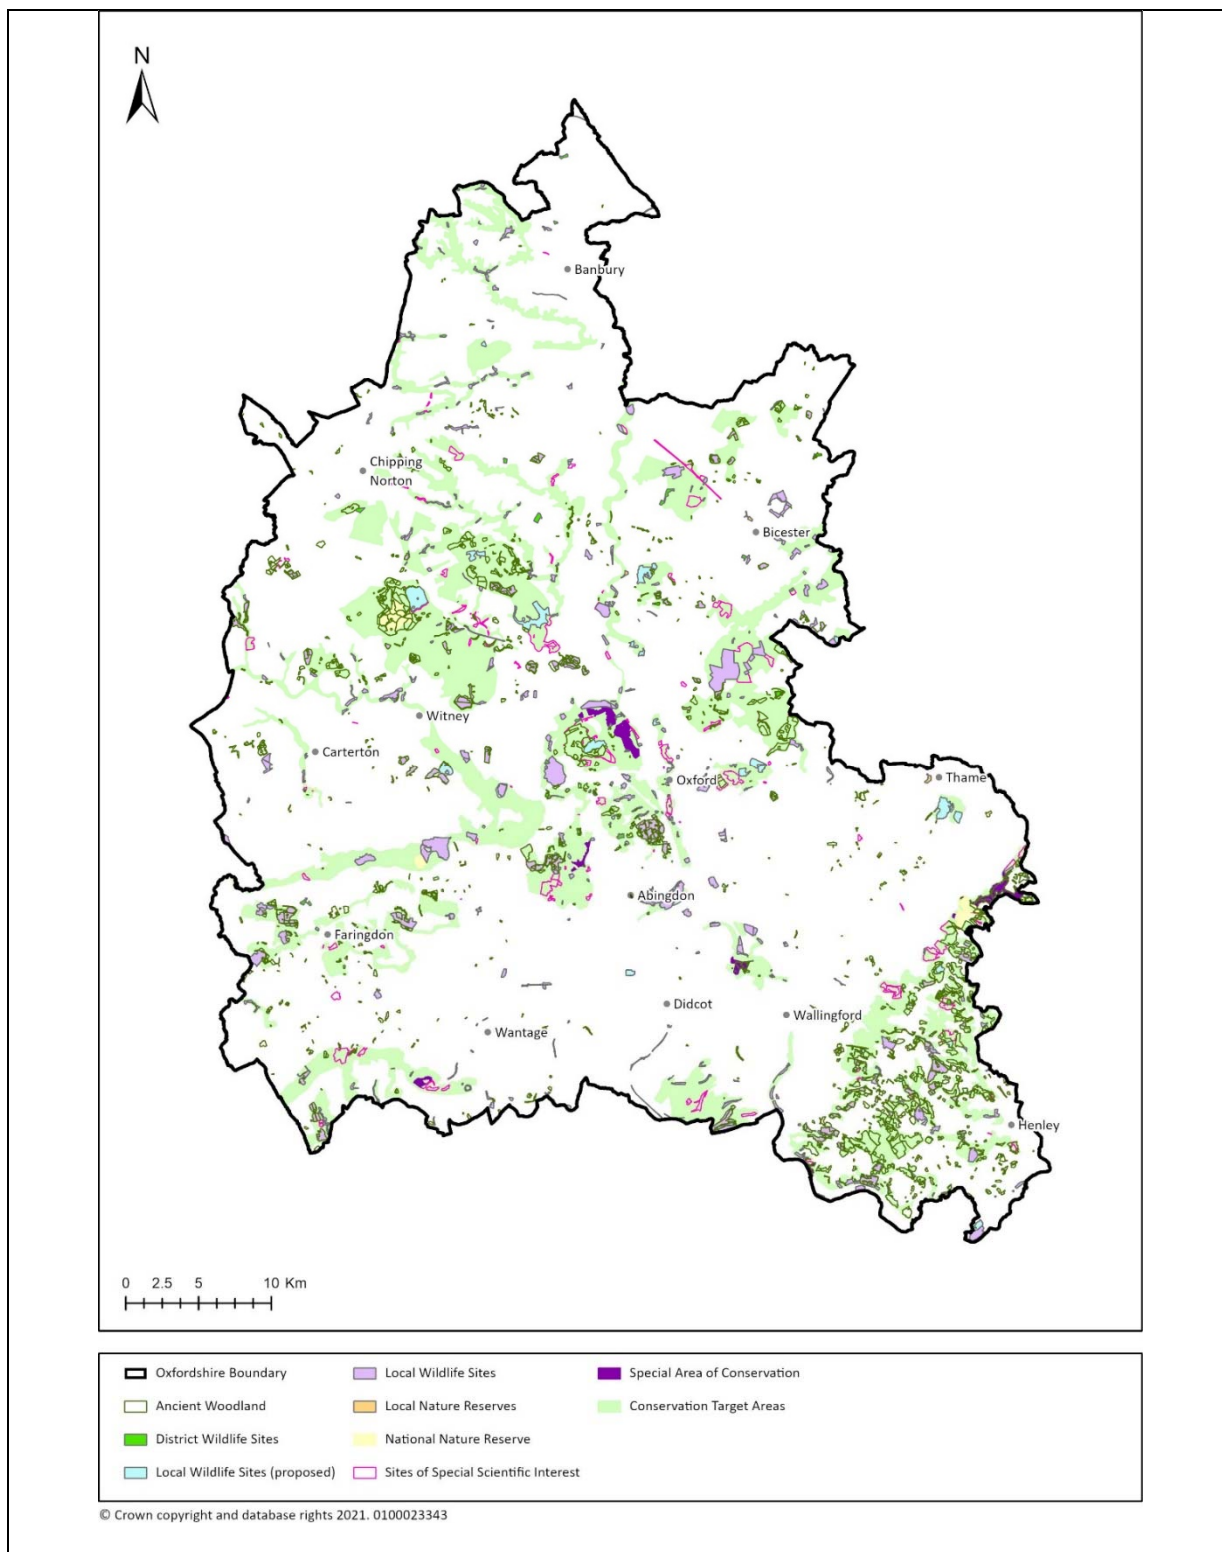 N
Banbury
Chipping
Norton
Bicester
Witney
Carterton
Oxford
Thame
Abingdon
Faringdon
Didcot
Wallingford
Wantage
Henley
0 2.5 5 10 Km
Oxfordshire Boundary
Local Wildlife Sites
Special Area of Conservation
Ancient Woodland
Local Nature Reserves
Conservation Target Areas
District Wildlife Sites
National Nature Reserve
Local Wildlife Sites (proposed)
Sites of Special Scientific Interest
© Crown copyright and database rights 2021. 0100023343